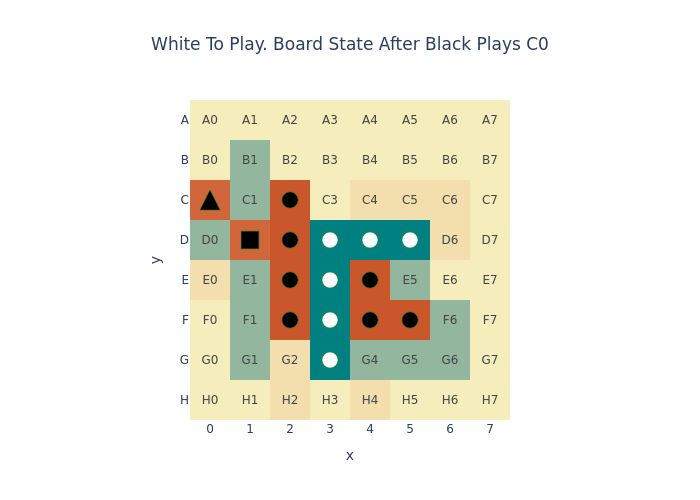 White To Play. Board State After Black Plays C0
A A0 A1 A2 A3 A4 A5 A6 A7
B B0 B1 B2 B3 B4 B5 B6 B7
C C1 C3 C4 C5 C6 C7
D D0 D6 D7
y
E E0 E1 E5 E6 E7
F F0 F1 F6 F7
G G0 G1 G2 G4 G5 G6 G7
H H0 H1 H2 H3 H4 H5 H6 H7
0 1 2 3 4 5 6 7
x